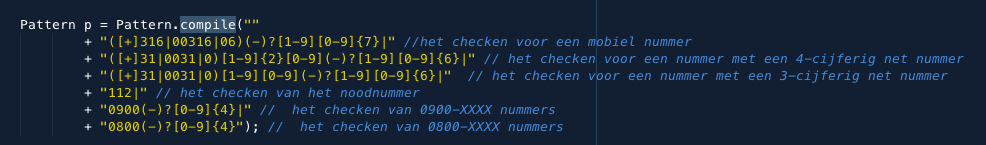 Pattern p = Pattern.compile(""
+ "([+]316|00316|06)(-)?[1-9][0-9]{7}|" //het checken voor een mobiel nummer
+ "([+]31|0031|0)[1-9]{2}[0-9](-)?[1-9][0-9]{6}|" // het checken voor een nummer met een 4-cijferig net nummer
+ "([+]31|0031|0)[1-9][0-9](-)?[1-9][0-9]{6}|"  // het checken voor een nummer met een 3-cijferig net nummer
+ "112|" // het checken van het noodnummer
+ "0900(-)?[0-9]{4}|" //  het checken van 0900-XXXX nummers
+ "0800(-)?[0-9]{4}"); //  het checken van 0800-XXXX nummers